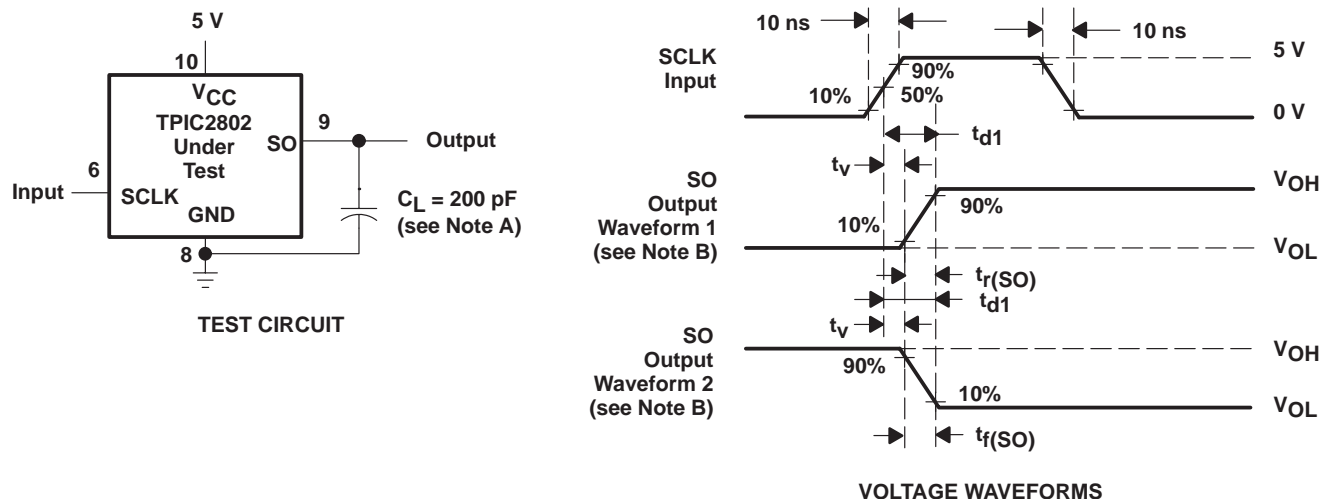 5 V
10
VCC
TPIC2802
Under
Test
9
SO
Output
6
Input
SCLK
GND
8
CL = 200 pF
(see Note A)
TEST CIRCUIT
10 ns
10 ns
SCLK
Input
5 V
90%
10%
50%
0 V
td1
tv
SO
Output
Waveform 1
(see Note B)
VOH
90%
10%
VOL
tr(SO)
td1
tv
SO
Output
Waveform 2
(see Note B)
VOH
90%
10%
VOL
tf(SO)
VOLTAGE WAVEFORMS